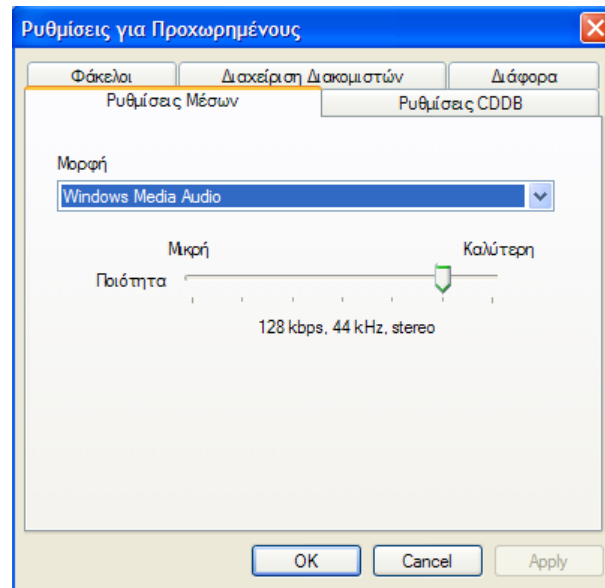 Ρυθμίσεις για Προχωρημένους
Φάκελοι Διαχείριση Διακομιστών Διάφορα
Ρυθμίσεις Μέσων Ρυθμίσεις CDDB
Μορφή
Windows Media Audio
Μικρή Καλύτερη
Ποιότητα
128 kbps, 44 kHz, stereo
OK Cancel Apply